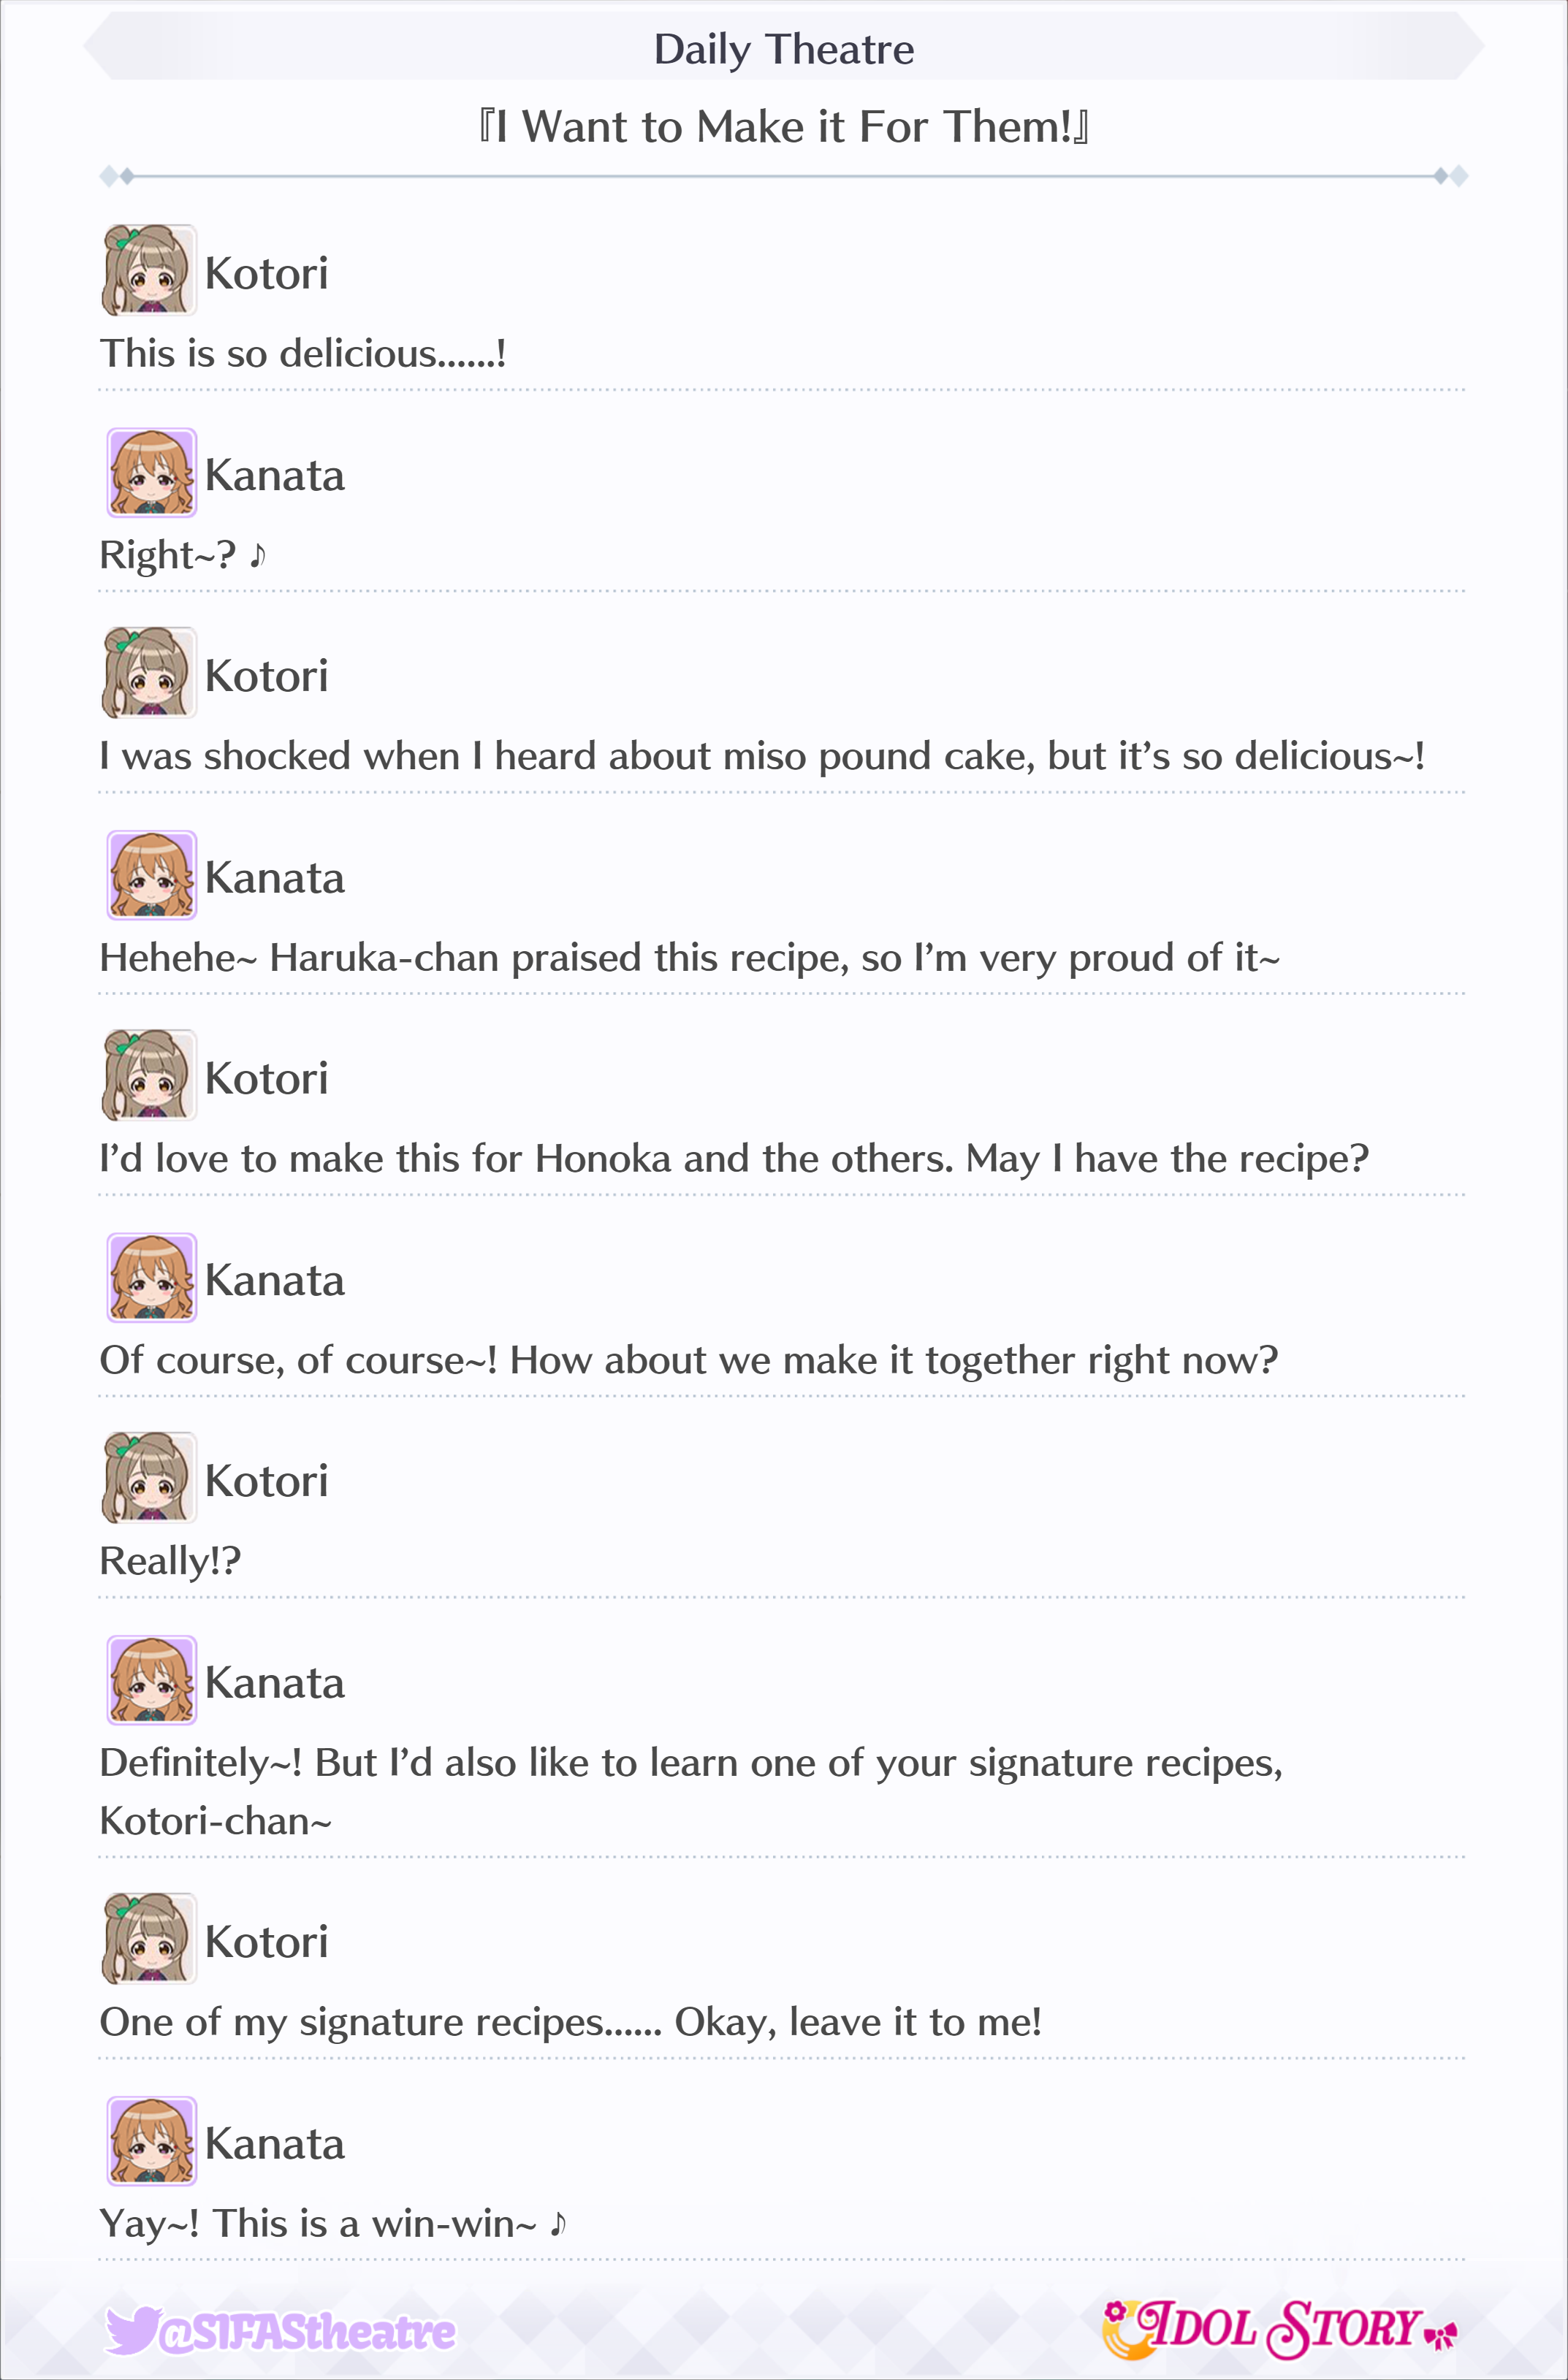 Daily Theatre
『I Want to Make it For Them!』
Kotori
This is so delicious......!
Kanata
Right~? ♪
Kotori
I was shocked when I heard about miso pound cake, but it’s so delicious~!
Kanata
Hehehe~ Haruka-chan praised this recipe, so I’m very proud of it~
Kotori
I’d love to make this for Honoka and the others. May I have the recipe?
Kanata
Of course, of course~! How about we make it together right now?
Kotori
Really!?
Kanata
Definitely~! But I’d also like to learn one of your signature recipes,
Kotori-chan~
Kotori
One of my signature recipes...... Okay, leave it to me!
Kanata
Yay~! This is a win-win~ ♪
@SIFAStheatre
IDOL STORY